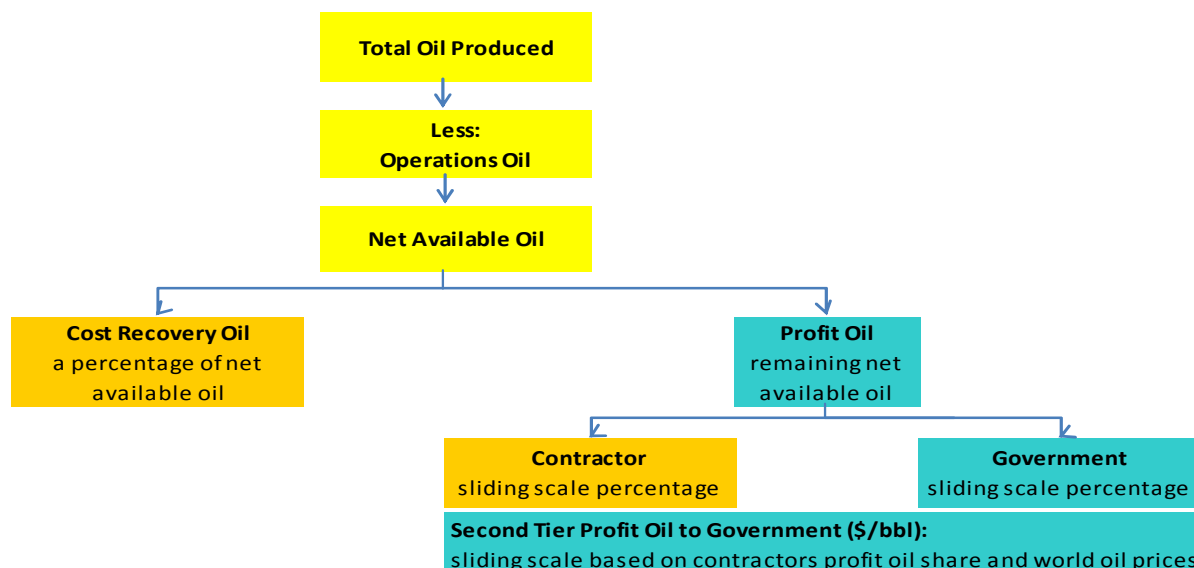 Total Oil Produced
Less:
Operations Oil
Net Available Oil
Cost Recovery Oil
a percentage of net
available oil
Profit Oil
remaining net
available oil
Contractor
sliding scale percentage
Government
sliding scale percentage
Second Tier Profit Oil to Government ($/bbl):
sliding scale based on contractors profit oil share and world oil prices